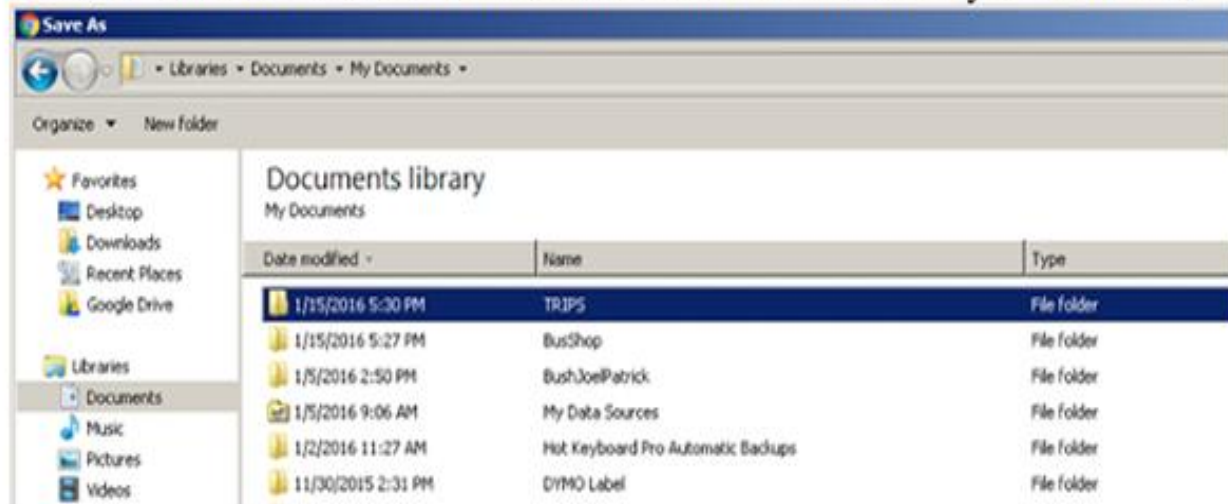 Save As
Libraries Documents My Documents
Organize New folder
Favorites
Desktop
Downloads
Recent Places
Google Drive
Libraries
Documents
Music
Pictures
Videos
Documents library
My Documents
Date modified Name Type
1/15/2016 5:30 PM TRIPS File folder
1/15/2016 5:27 PM BusShop File folder
1/5/2016 2:50 PM BushJoelPatrick File folder
1/5/2016 9:06 AM My Data Sources File folder
1/2/2016 11:27 AM Hot Keyboard Pro Automatic Backups File folder
11/30/2015 2:31 PM DYMO Label File folder